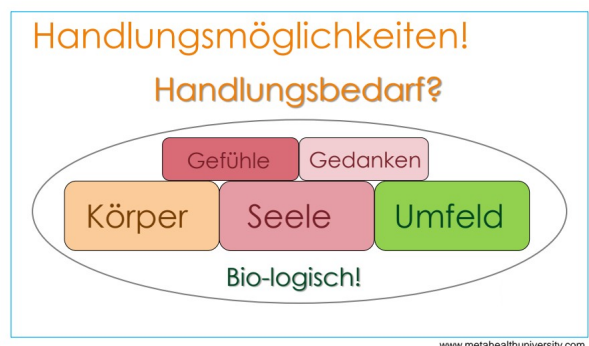 Handlungsmöglichkeiten!
Handlungsbedarf?
Gefühle Gedanken
Körper Seele Umfeld
Bio-logisch!
www.metahealthuniversity.com